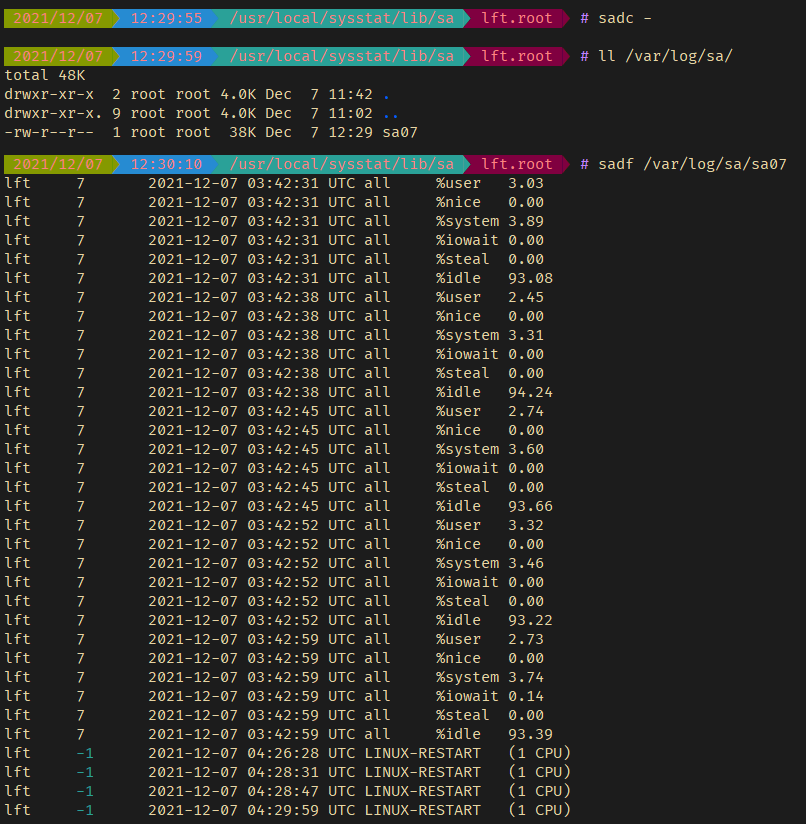 2021/12/07 12:29:55 /usr/local/sysstat/lib/sa lft.root # sadc -
2021/12/07 12:29:59 /usr/local/sysstat/lib/sa lft.root # ll /var/log/sa/
total 48K
drwxr-xr-x  2 root root 4.0K Dec  7 11:42 .
drwxr-xr-x. 9 root root 4.0K Dec  7 11:02 ..
-rw-r--r--  1 root root  38K Dec  7 12:29 sa07
2021/12/07 12:30:10 /usr/local/sysstat/lib/sa lft.root # sadf /var/log/sa/sa07
lft     7       2021-12-07 03:42:31 UTC all     %user   3.03
lft     7       2021-12-07 03:42:31 UTC all     %nice   0.00
lft     7       2021-12-07 03:42:31 UTC all     %system 3.89
lft     7       2021-12-07 03:42:31 UTC all     %iowait 0.00
lft     7       2021-12-07 03:42:31 UTC all     %steal  0.00
lft     7       2021-12-07 03:42:31 UTC all     %idle   93.08
lft     7       2021-12-07 03:42:38 UTC all     %user   2.45
lft     7       2021-12-07 03:42:38 UTC all     %nice   0.00
lft     7       2021-12-07 03:42:38 UTC all     %system 3.31
lft     7       2021-12-07 03:42:38 UTC all     %iowait 0.00
lft     7       2021-12-07 03:42:38 UTC all     %steal  0.00
lft     7       2021-12-07 03:42:38 UTC all     %idle   94.24
lft     7       2021-12-07 03:42:45 UTC all     %user   2.74
lft     7       2021-12-07 03:42:45 UTC all     %nice   0.00
lft     7       2021-12-07 03:42:45 UTC all     %system 3.60
lft     7       2021-12-07 03:42:45 UTC all     %iowait 0.00
lft     7       2021-12-07 03:42:45 UTC all     %steal  0.00
lft     7       2021-12-07 03:42:45 UTC all     %idle   93.66
lft     7       2021-12-07 03:42:52 UTC all     %user   3.32
lft     7       2021-12-07 03:42:52 UTC all     %nice   0.00
lft     7       2021-12-07 03:42:52 UTC all     %system 3.46
lft     7       2021-12-07 03:42:52 UTC all     %iowait 0.00
lft     7       2021-12-07 03:42:52 UTC all     %steal  0.00
lft     7       2021-12-07 03:42:52 UTC all     %idle   93.22
lft     7       2021-12-07 03:42:59 UTC all     %user   2.73
lft     7       2021-12-07 03:42:59 UTC all     %nice   0.00
lft     7       2021-12-07 03:42:59 UTC all     %system 3.74
lft     7       2021-12-07 03:42:59 UTC all     %iowait 0.14
lft     7       2021-12-07 03:42:59 UTC all     %steal  0.00
lft     7       2021-12-07 03:42:59 UTC all     %idle   93.39
lft     -1      2021-12-07 04:26:28 UTC LINUX-RESTART   (1 CPU)
lft     -1      2021-12-07 04:28:31 UTC LINUX-RESTART   (1 CPU)
lft     -1      2021-12-07 04:28:47 UTC LINUX-RESTART   (1 CPU)
lft     -1      2021-12-07 04:29:59 UTC LINUX-RESTART   (1 CPU)